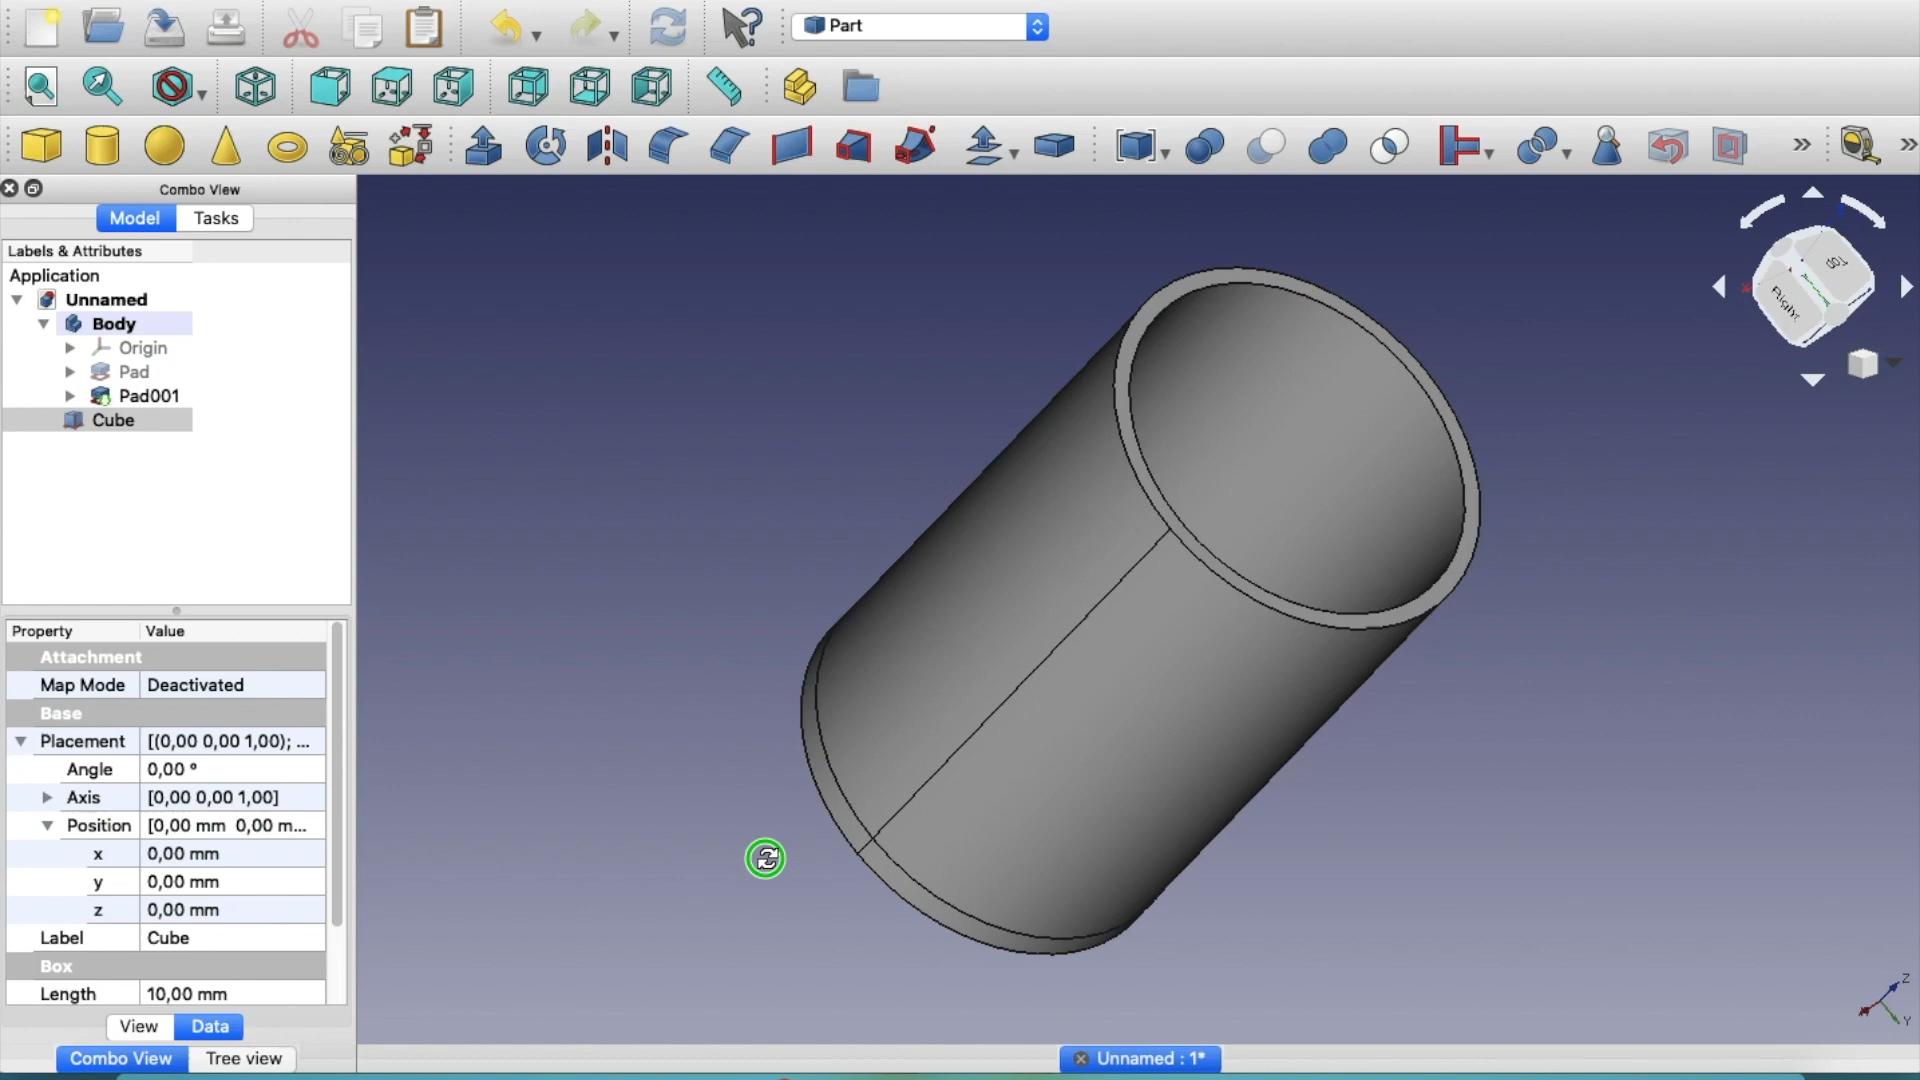 Part
Combo View
Model Tasks
Labels & Attributes
Application
Unnamed
Body
Origin
Pad
Pad001
Cube
Property Value
Attachment
Map Mode Deactivated
Base
Placement [(0,00 0,00 1,00); ...
Angle 0,00 °
Axis [0,00 0,00 1,00]
Position [0,00 mm 0,00 m...
x 0,00 mm
y 0,00 mm
z 0,00 mm
Label Cube
Box
Length 10,00 mm
View Data
Combo View Tree view
Unnamed : 1*
Top
Right
X
Z
X
Y